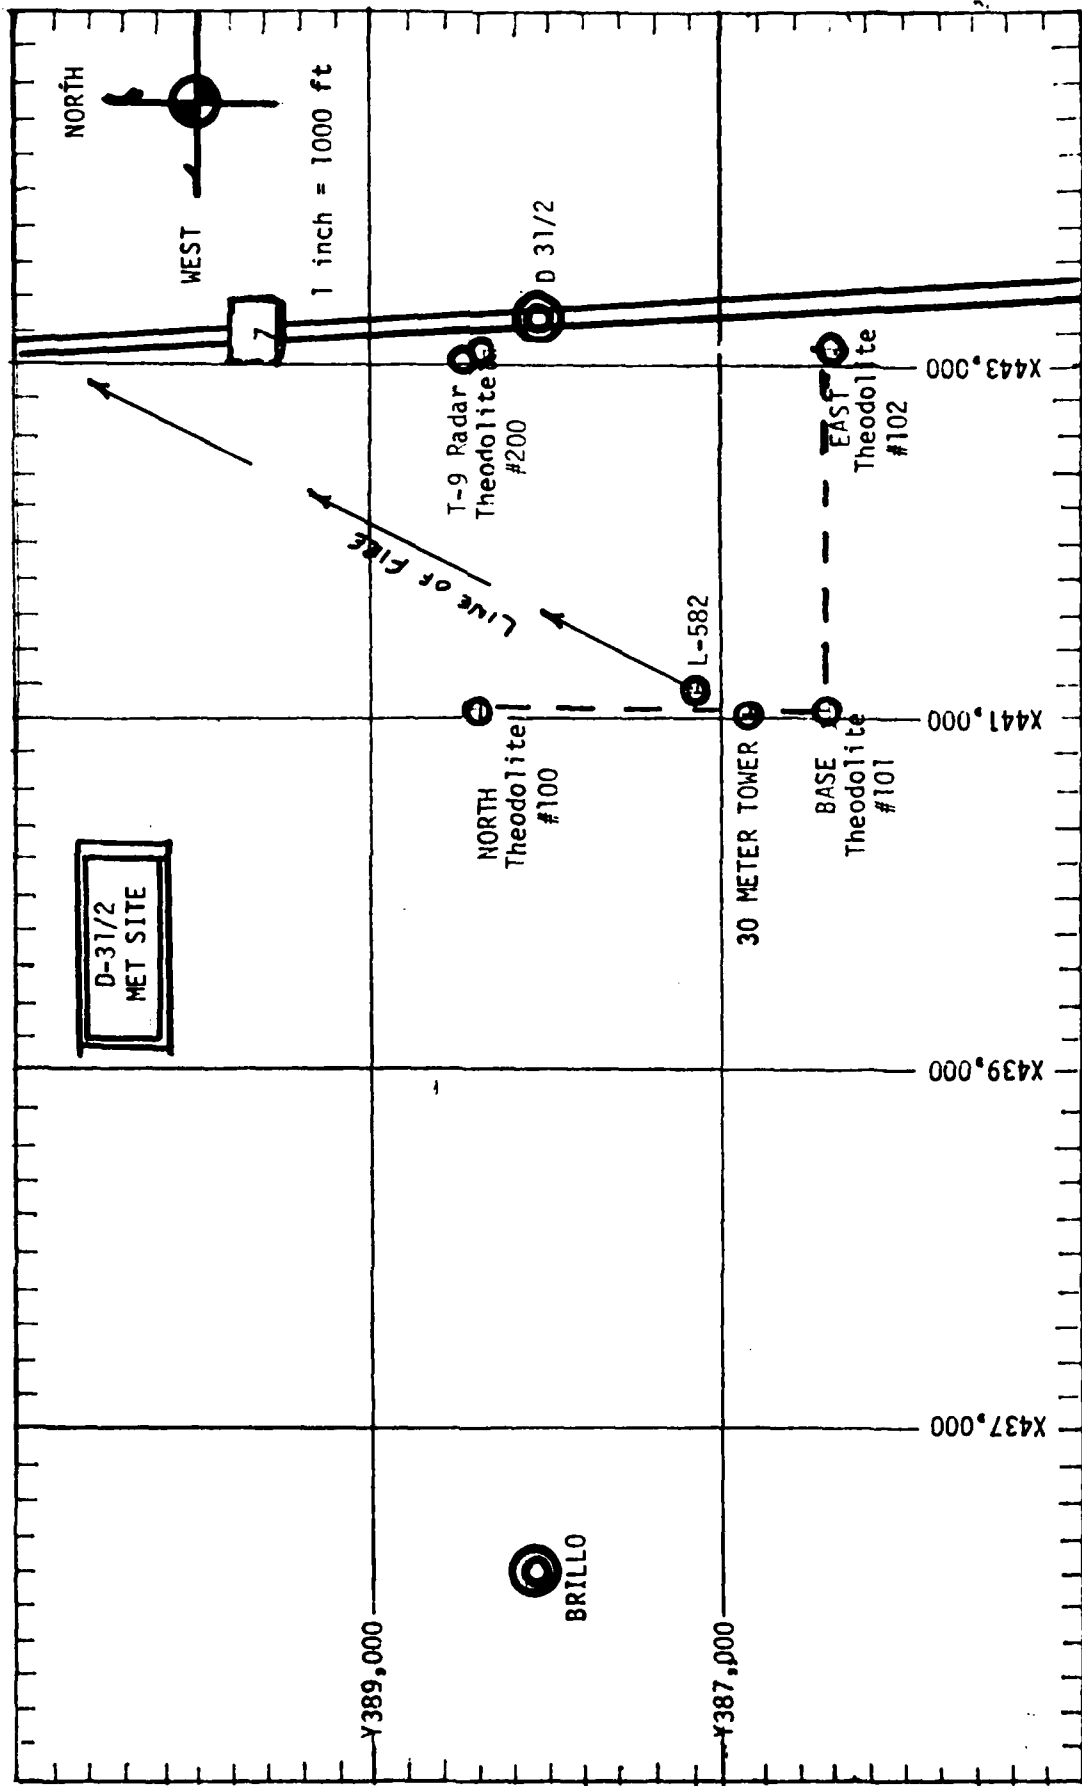 D-31/2
MET SITE
NORTH
WEST
1 inch = 1000 ft
7
LINE OF FIRE
T-9 Radar
Theodolite
#200
D 31/2
L-582
NORTH
Theodolite
#100
30 METER TOWER
BASE
Theodolite
#101
EAST
Theodolite
#102
BRILLO
Y389,000
Y387,000
X437,000
X439,000
X441,000
X443,000